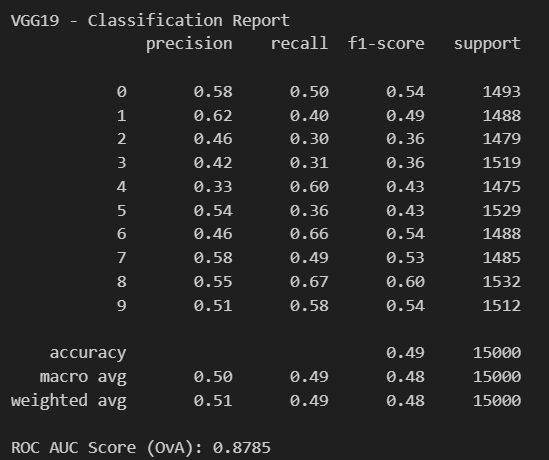 VGG19 - Classification Report
precision recall f1-score support
0 0.58 0.50 0.54 1493
1 0.62 0.40 0.49 1488
2 0.46 0.30 0.36 1479
3 0.42 0.31 0.36 1519
4 0.33 0.60 0.43 1475
5 0.54 0.36 0.43 1529
6 0.46 0.66 0.54 1488
7 0.58 0.49 0.53 1485
8 0.55 0.67 0.60 1532
9 0.51 0.58 0.54 1512
accuracy 0.49 15000
macro avg 0.50 0.49 0.48 15000
weighted avg 0.51 0.49 0.48 15000
ROC AUC Score (OvA): 0.8785